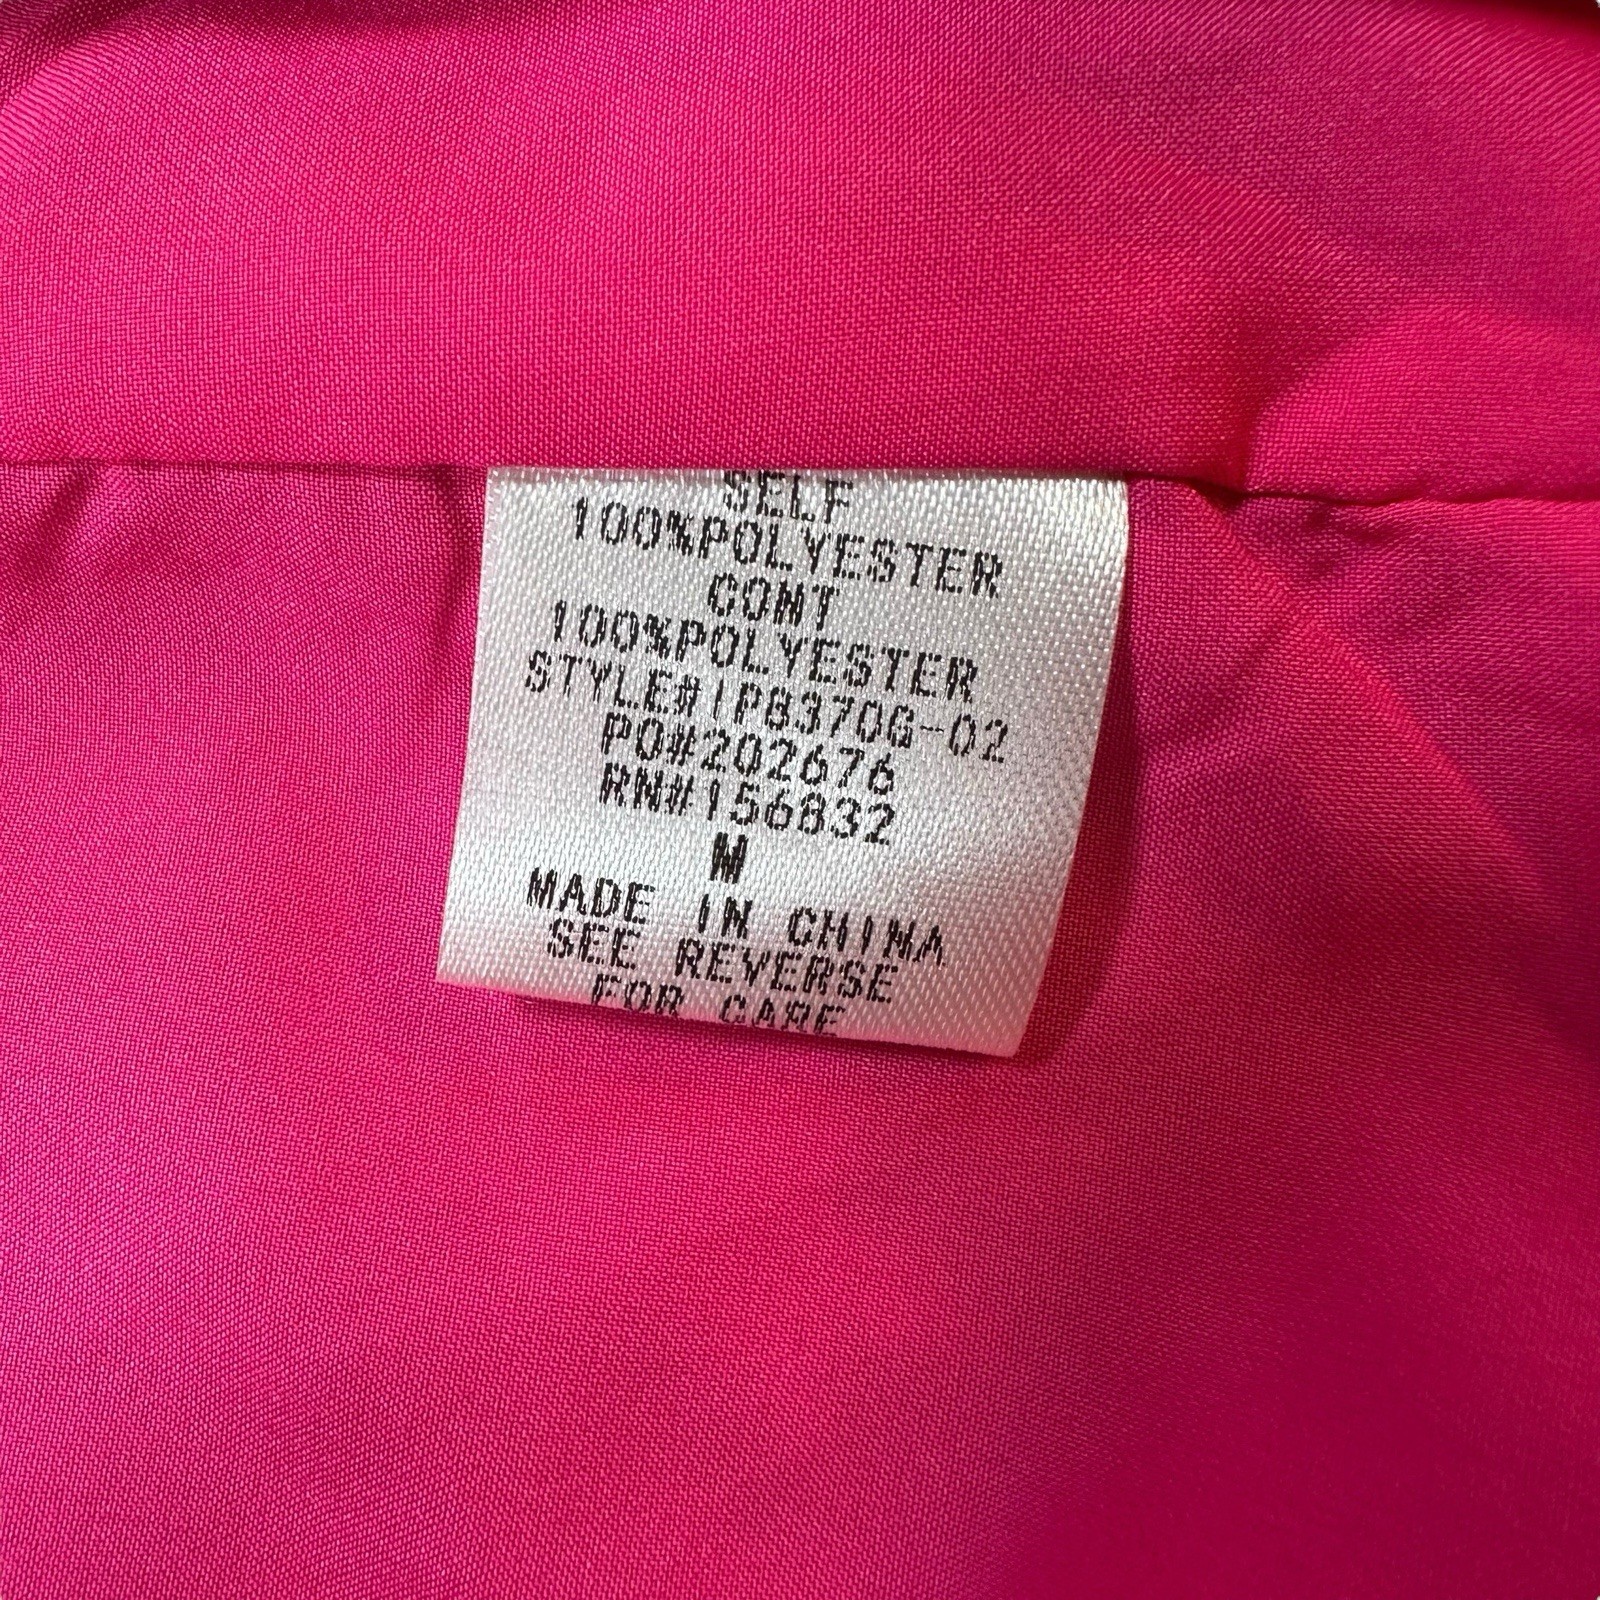 SELF
100%POLYESTER
CONT
100%POLYESTER
STYLE#IP8370G-02
PO#202676
RN#156832
M
MADE IN CHINA
SEE REVERSE
FOR CARE